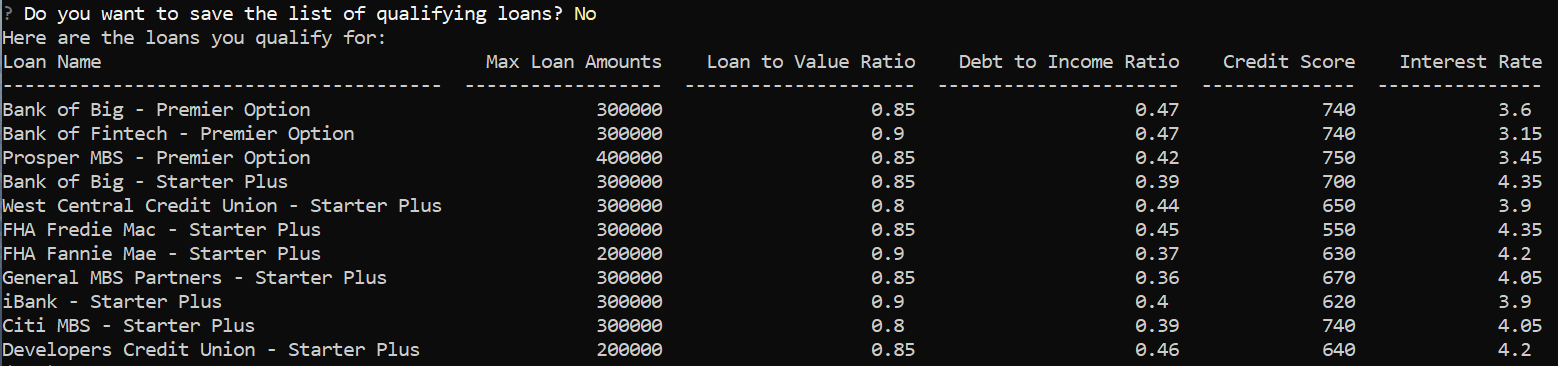 ? Do you want to save the list of qualifying loans? No
Here are the loans you qualify for:
Loan Name                                 Max Loan Amounts    Loan to Value Ratio    Debt to Income Ratio    Credit Score    Interest Rate
----------------------------------------  ------------------  ---------------------  ----------------------  --------------  ---------------
Bank of Big - Premier Option                          300000                   0.85                    0.47             740             3.6
Bank of Fintech - Premier Option                      300000                   0.9                     0.47             740             3.15
Prosper MBS - Premier Option                          400000                   0.85                    0.42             750             3.45
Bank of Big - Starter Plus                            300000                   0.85                    0.39             700             4.35
West Central Credit Union - Starter Plus              300000                   0.8                     0.44             650             3.9
FHA Fredie Mac - Starter Plus                         300000                   0.85                    0.45             550             4.35
FHA Fannie Mae - Starter Plus                         200000                   0.9                     0.37             630             4.2
General MBS Partners - Starter Plus                   300000                   0.85                    0.36             670             4.05
iBank - Starter Plus                                  300000                   0.9                     0.4              620             3.9
Citi MBS - Starter Plus                               300000                   0.8                     0.39             740             4.05
Developers Credit Union - Starter Plus                200000                   0.85                    0.46             640             4.2